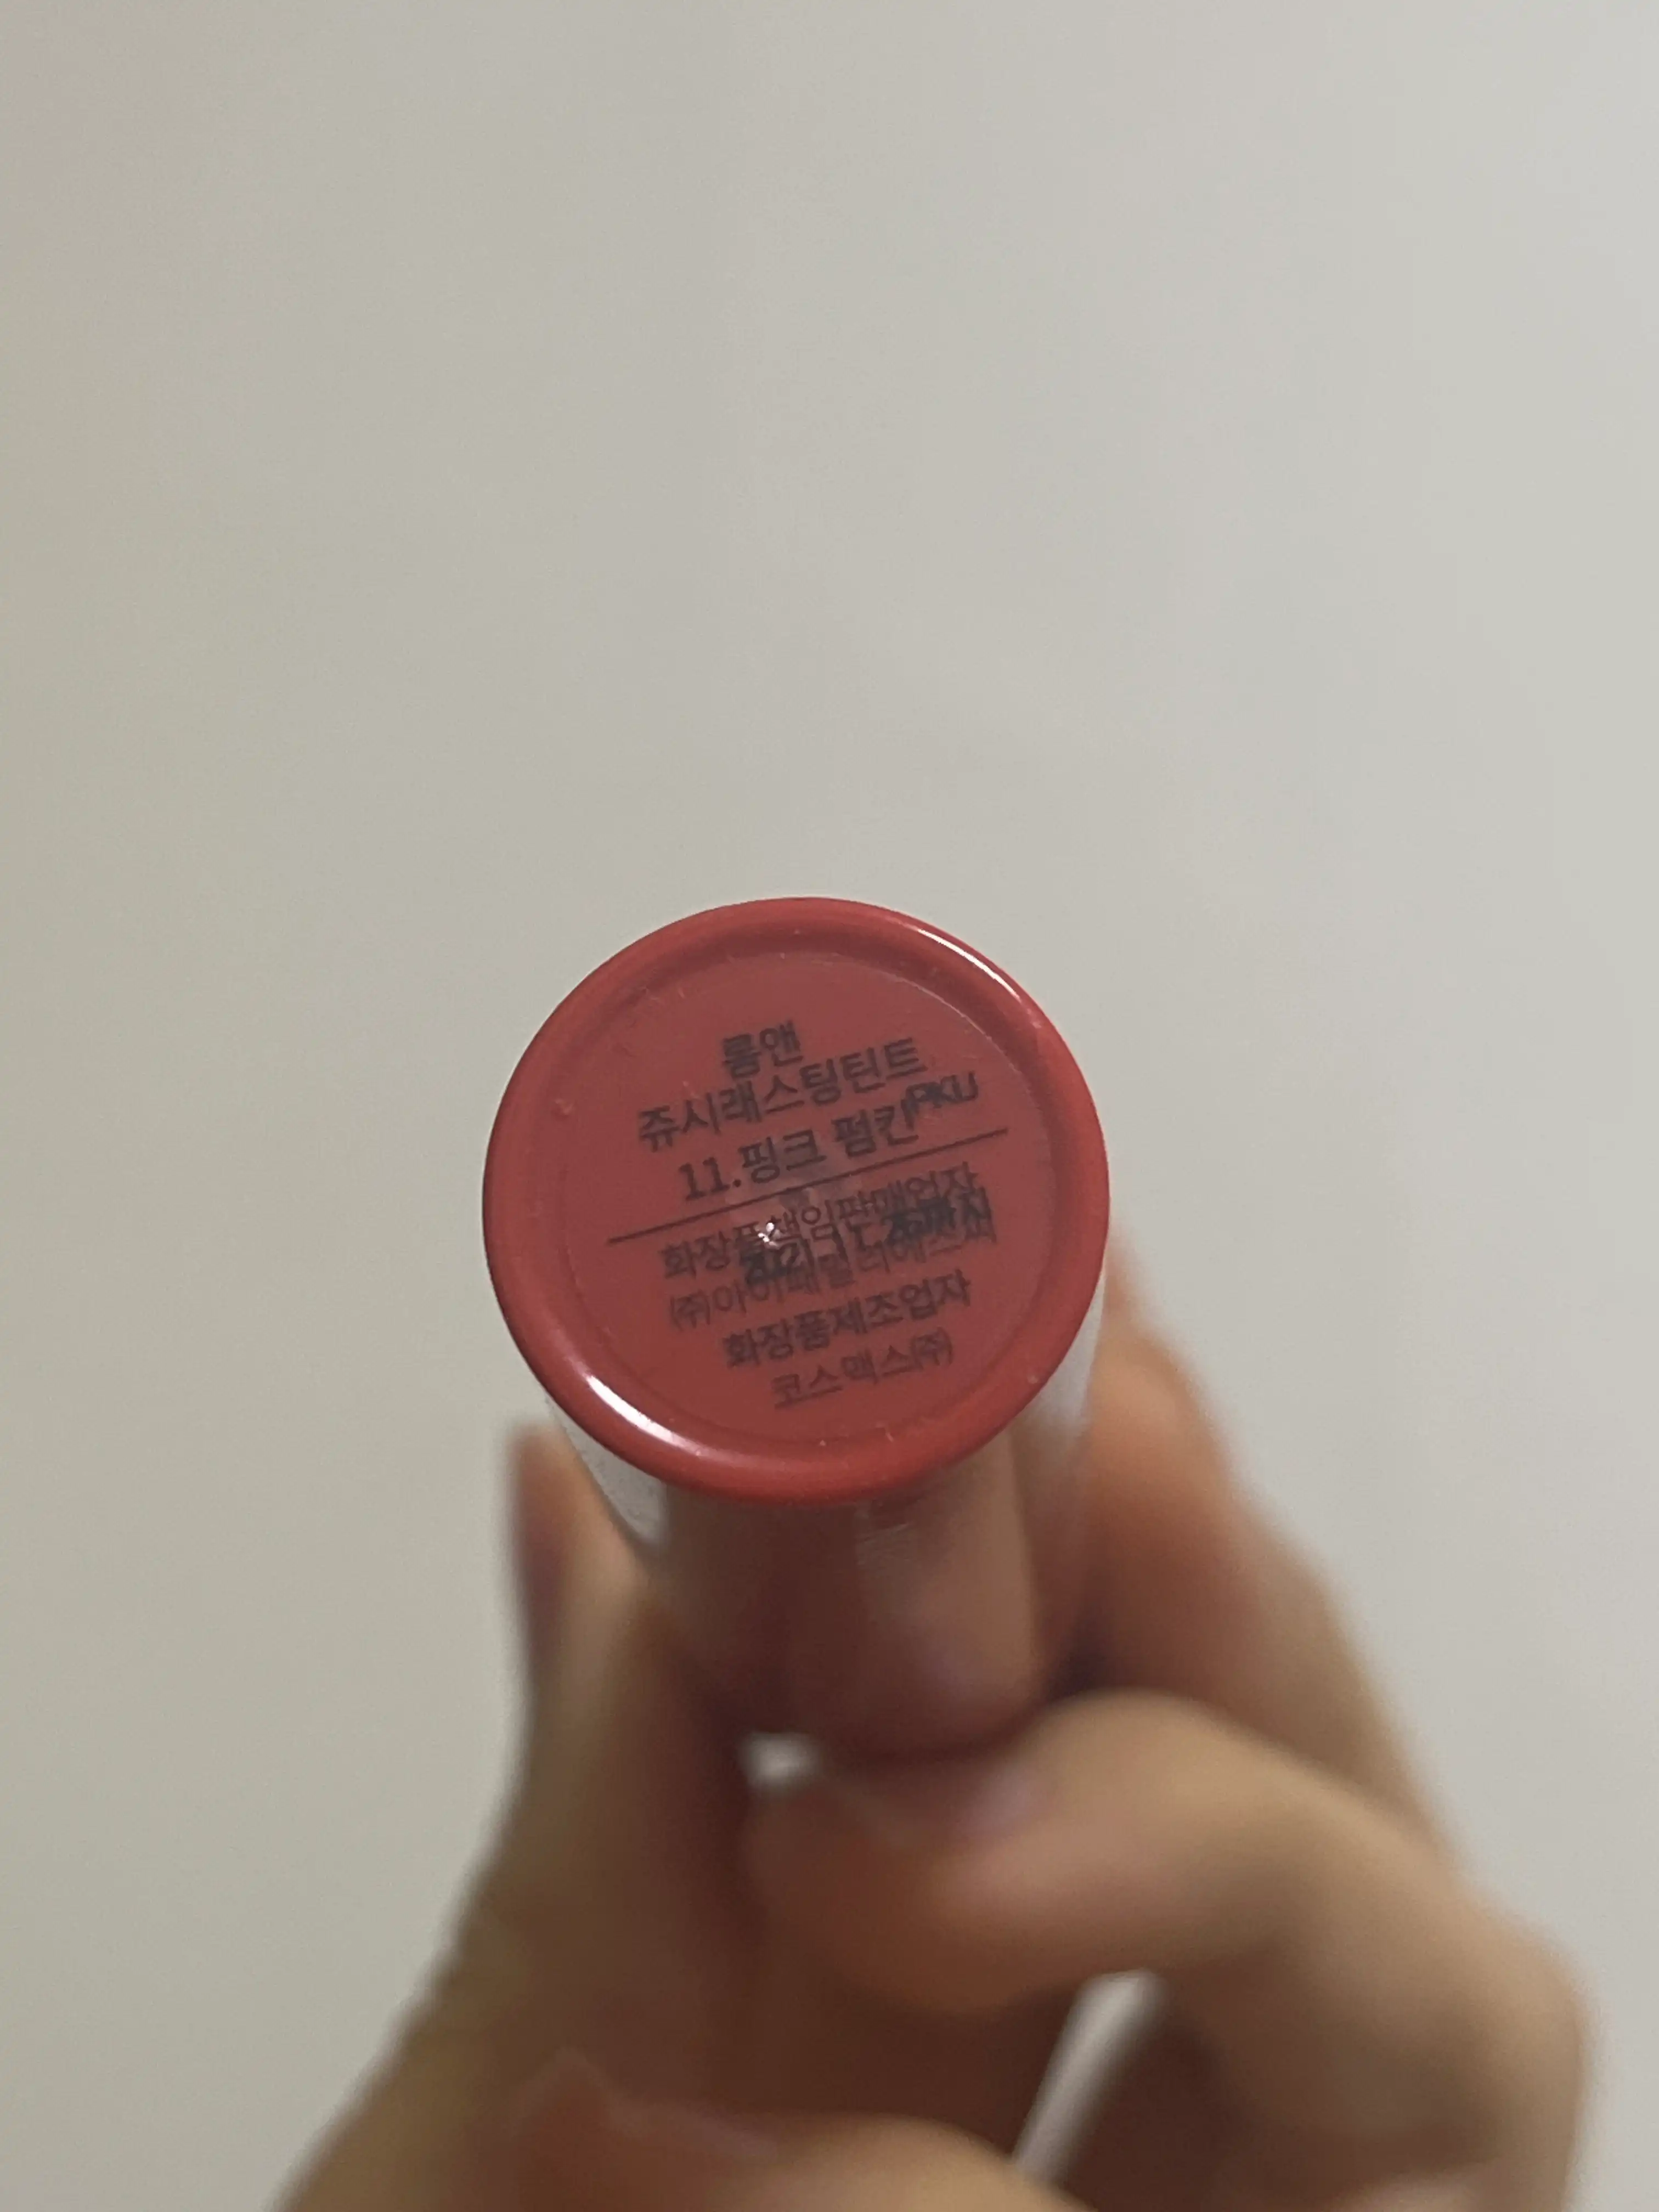 롬앤
쥬시래스팅틴트
11.핑크 펌킨
PKU
화장품책임판매업자
㈜아이패밀리에스씨
화장품제조업자
코스맥스㈜